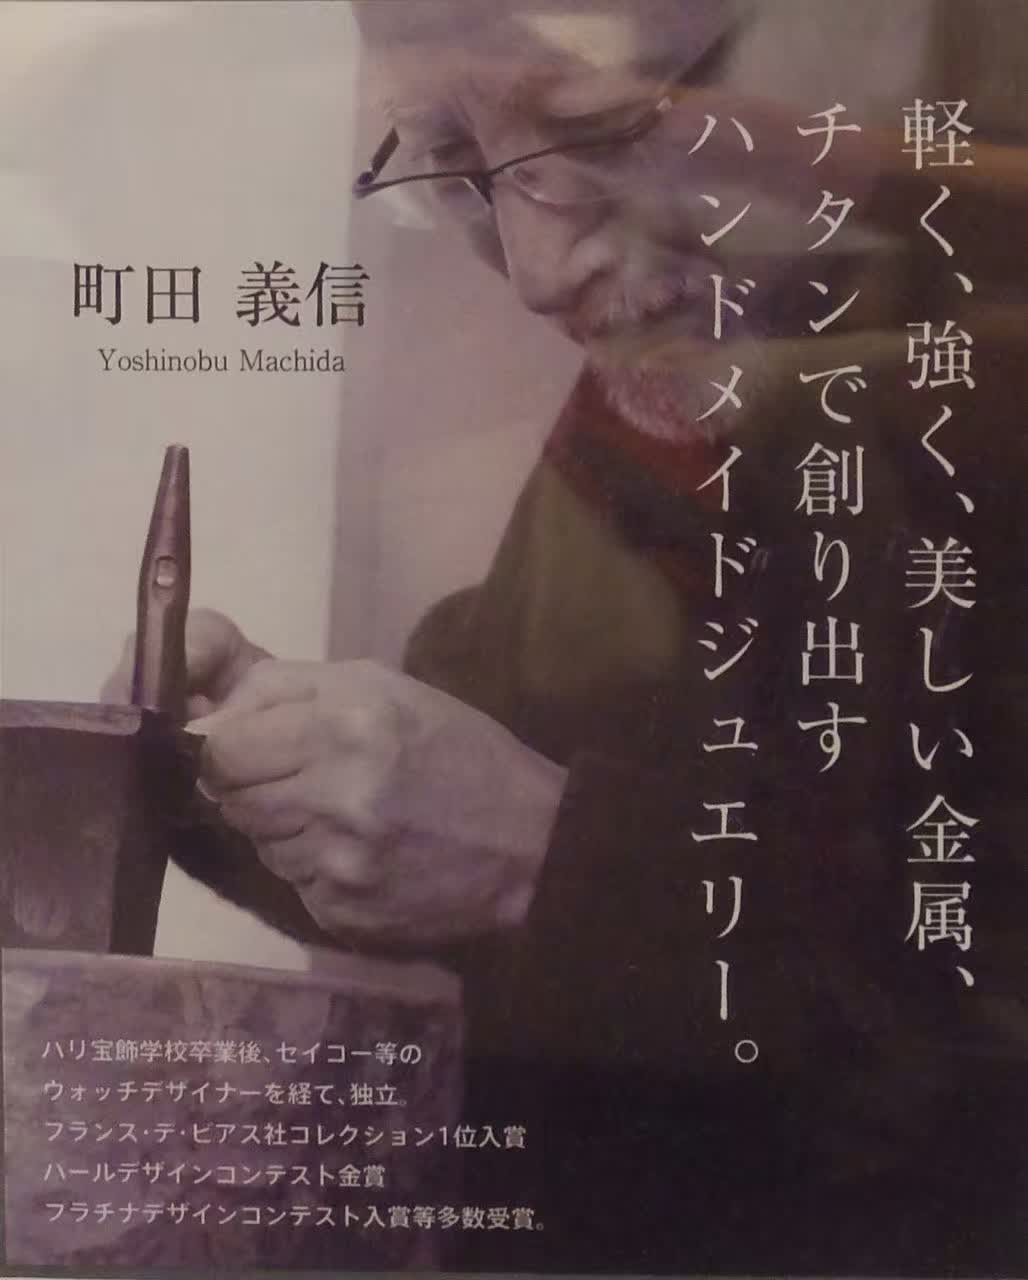 軽く、強く、美しい金属、
チタンで創り出す
ハンドメイドジュエリー。
町田 義信
Yoshinobu Machida
ハリ宝飾学校卒業後、セイコー等の
ウォッチデザイナーを経て、独立。
フランス・デ・ビアス社コレクション1位入賞
ハールデザインコンテスト金賞
プラチナデザインコンテスト入賞等多数受賞。